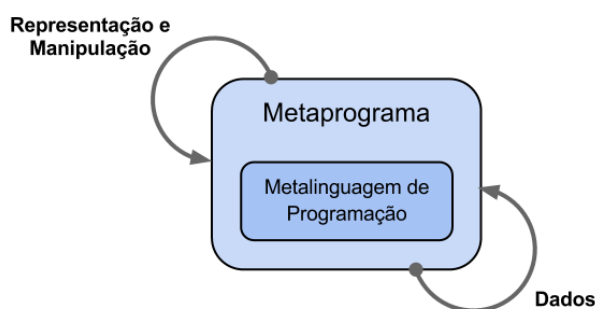 Representação e
Manipulação
Metaprograma
Metalinguagem de
Programação
Dados